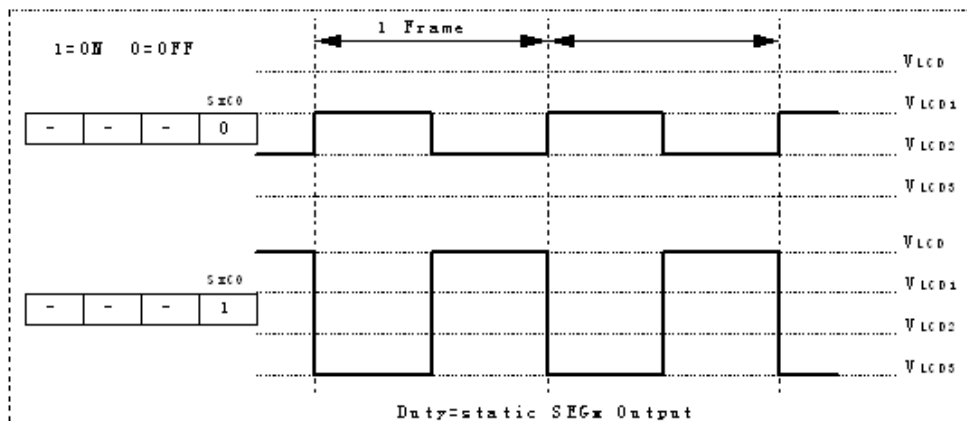 1 Frame
1=ON 0=OFF
VLCD
SxC0
VLCD1
- - - 0
VLCD2
VLCD3
VLCD
SxC0
VLCD1
- - - 1
VLCD2
VLCD3
Duty=static SEGx Output